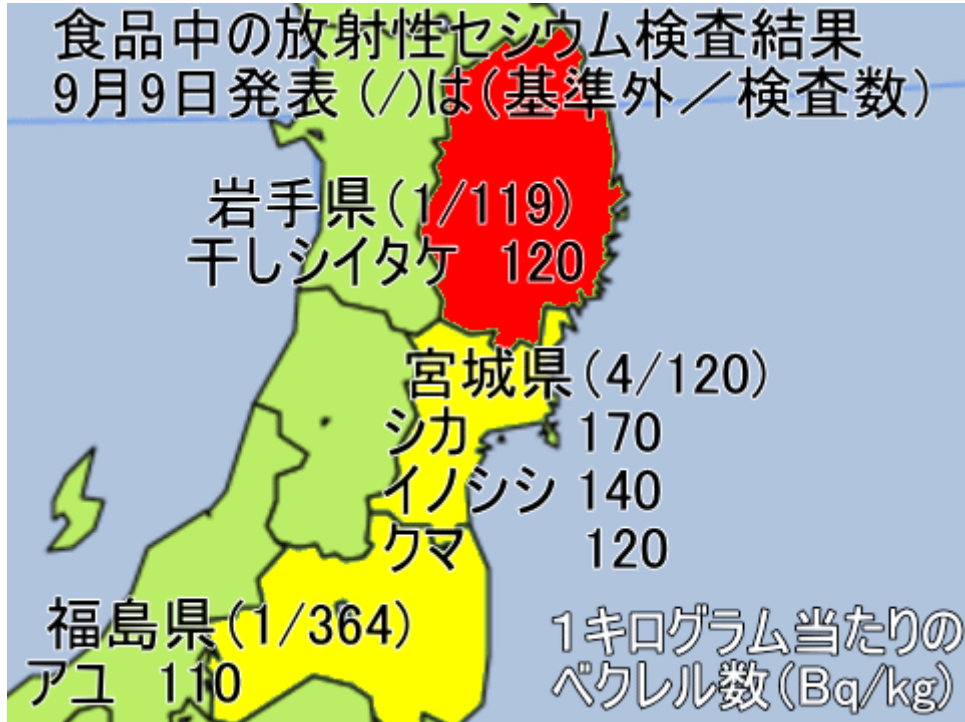 食品中の放射性セシウム検査結果
9月9日発表 (/)は(基準外／検査数)
岩手県(1/119)
干しシイタケ 120
宮城県(4/120)
シカ 170
イノシシ 140
クマ 120
福島県(1/364)
アユ 110
1キログラム当たりの
ベクレル数(Bq/kg)